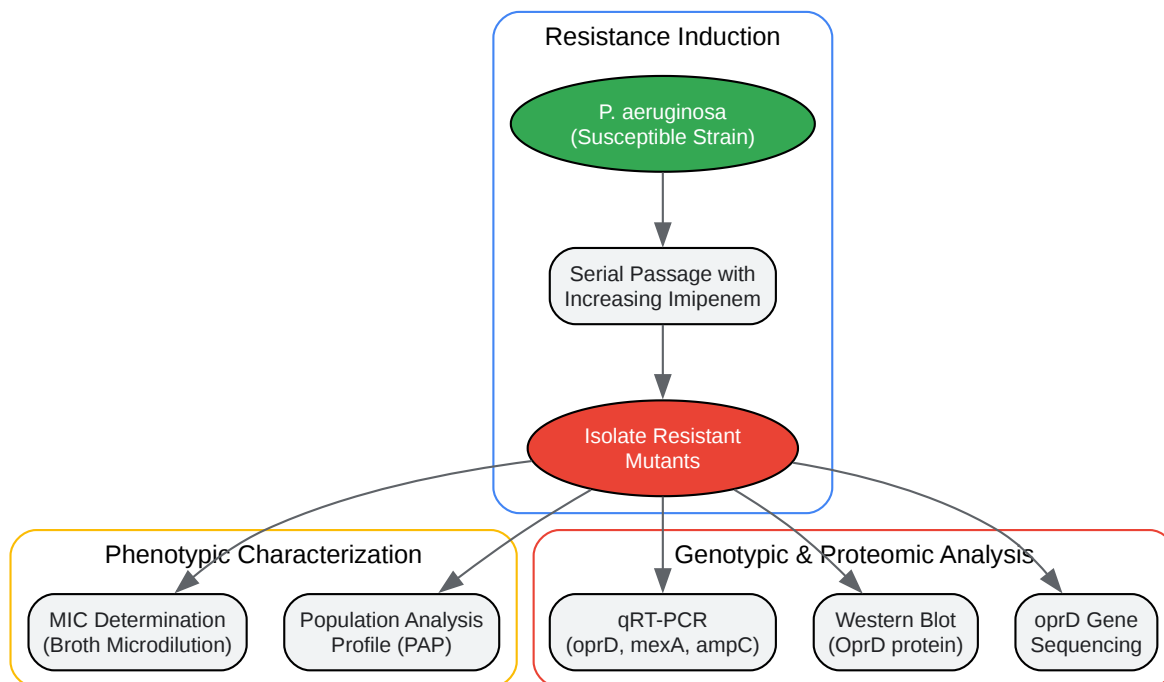 Resistance Induction
P. aeruginosa
(Susceptible Strain)
Serial Passage with
Increasing Imipenem
Isolate Resistant
Mutants
Phenotypic Characterization
MIC Determination
(Broth Microdilution)
Population Analysis
Profile (PAP)
Genotypic & Proteomic Analysis
qRT-PCR
(oprD, mexA, ampC)
Western Blot
(OprD protein)
oprD Gene
Sequencing